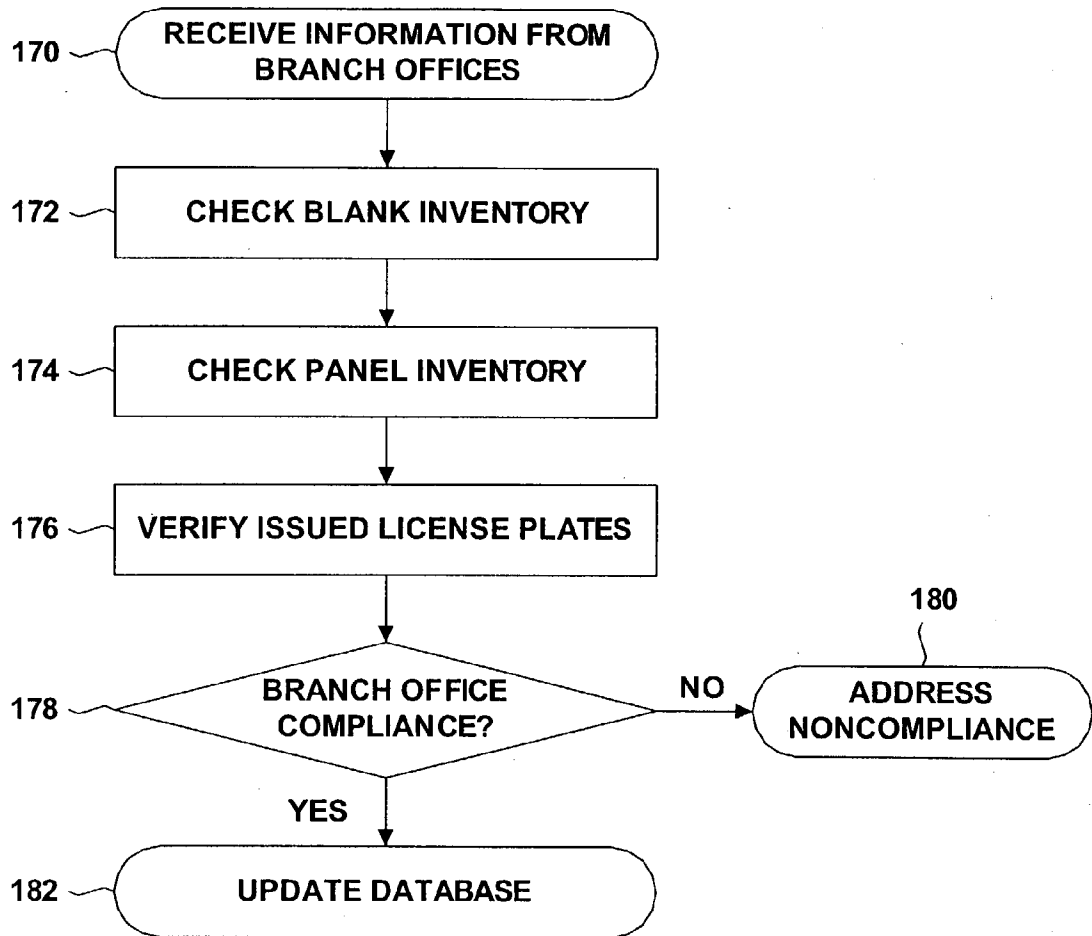 170
RECEIVE INFORMATION FROM
BRANCH OFFICES
172
CHECK BLANK INVENTORY
174
CHECK PANEL INVENTORY
176
VERIFY ISSUED LICENSE PLATES
178
BRANCH OFFICE
COMPLIANCE?
NO
180
ADDRESS
NONCOMPLIANCE
YES
182
UPDATE DATABASE